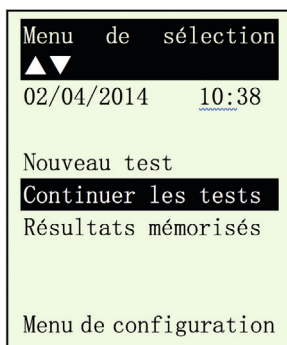 Menu de sélection
▲▼
02/04/2014 10:38
Nouveau test
Continuer les tests
Résultats mémorisés
Menu de configuration